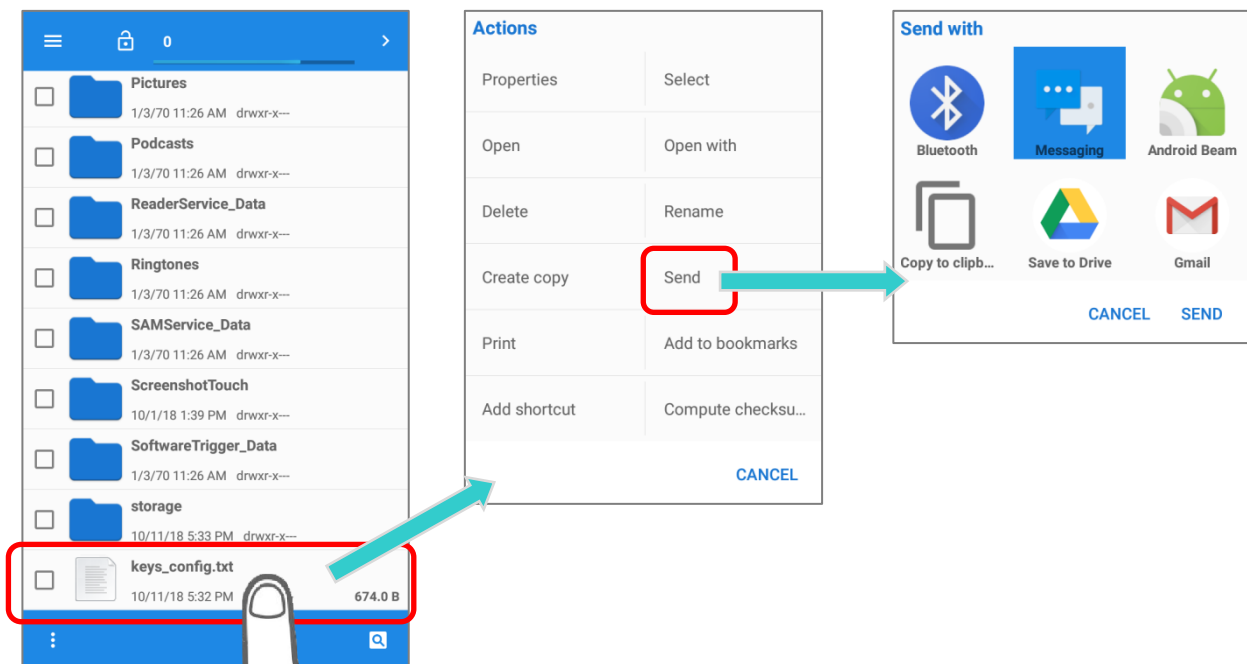 0
Pictures
1/3/70 11:26 AM drwxr-x---
Podcasts
1/3/70 11:26 AM drwxr-x---
ReaderService_Data
1/3/70 11:26 AM drwxr-x---
Ringtones
1/3/70 11:26 AM drwxr-x---
SAMService_Data
1/3/70 11:26 AM drwxr-x---
ScreenshotTouch
10/1/18 1:39 PM drwxr-x---
SoftwareTrigger_Data
1/3/70 11:26 AM drwxr-x---
storage
10/11/18 5:33 PM drwxr-x---
keys_config.txt
10/11/18 5:32 PM 674.0 B
Actions
Properties Select
Open Open with
Delete Rename
Create copy Send
Print Add to bookmarks
Add shortcut Compute checksu...
CANCEL
Send with
Bluetooth Messaging Android Beam
Copy to clipb... Save to Drive Gmail
CANCEL SEND